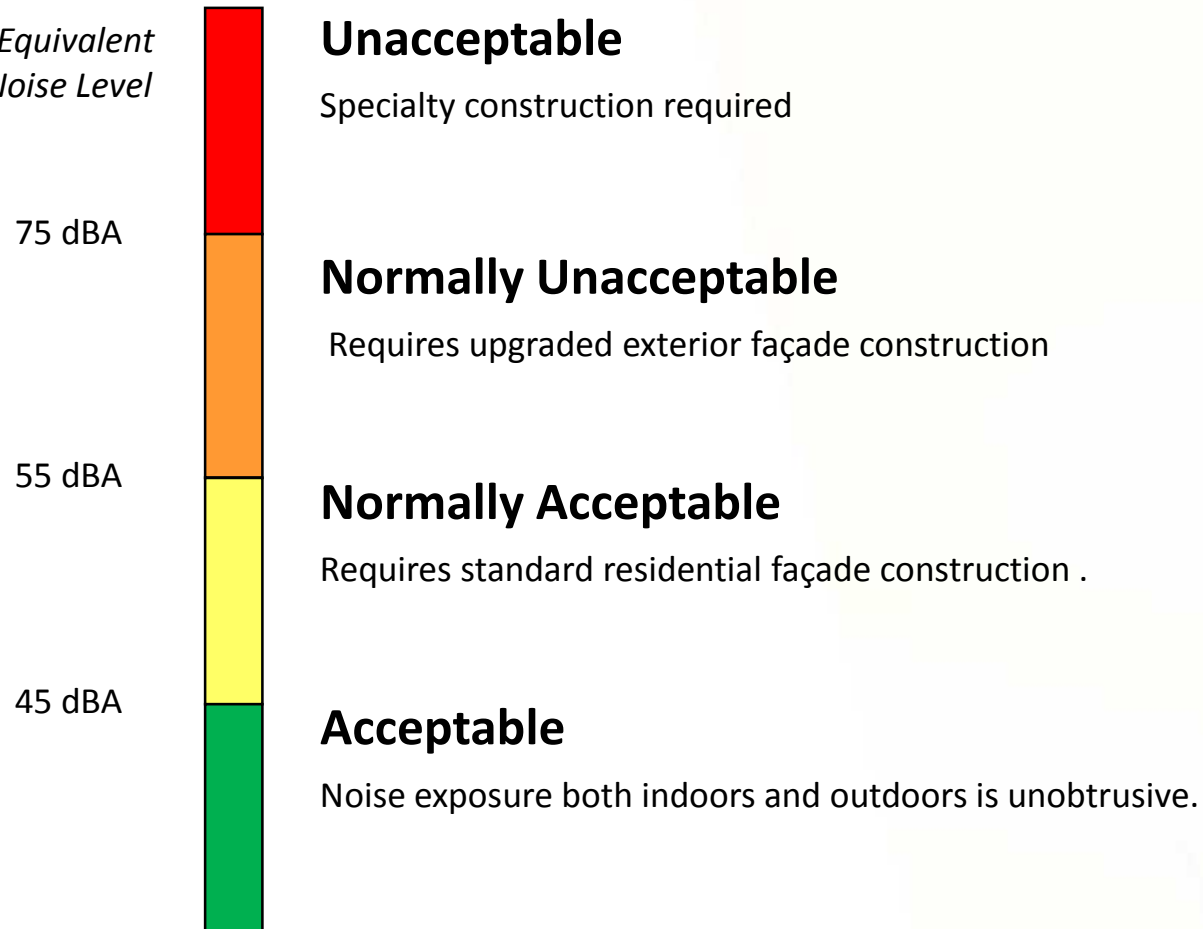 Equivalent
Noise Level
Unacceptable
Specialty construction required
75 dBA
Normally Unacceptable
Requires upgraded exterior façade construction
55 dBA
Normally Acceptable
Requires standard residential façade construction .
45 dBA
Acceptable
Noise exposure both indoors and outdoors is unobtrusive.